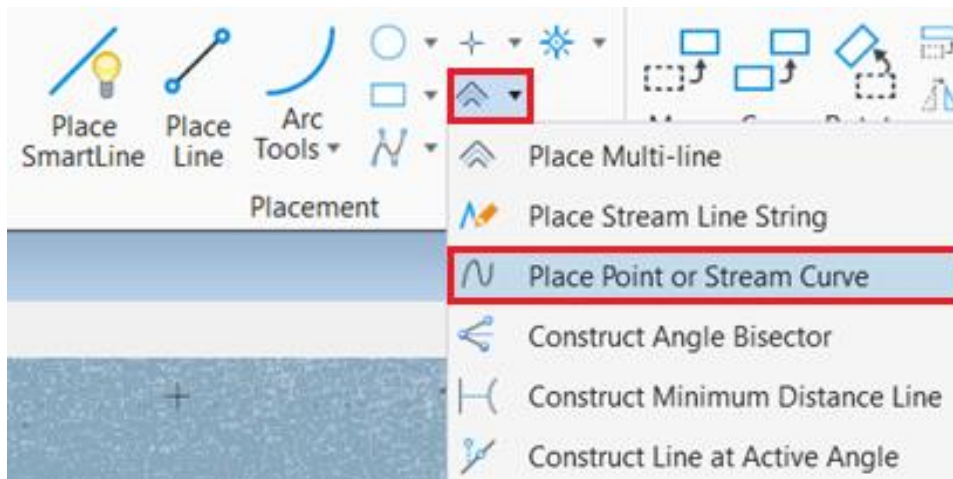 Place
SmartLine
Place
Line
Arc
Tools
Placement
Place Multi-line
Place Stream Line String
Place Point or Stream Curve
Construct Angle Bisector
Construct Minimum Distance Line
Construct Line at Active Angle